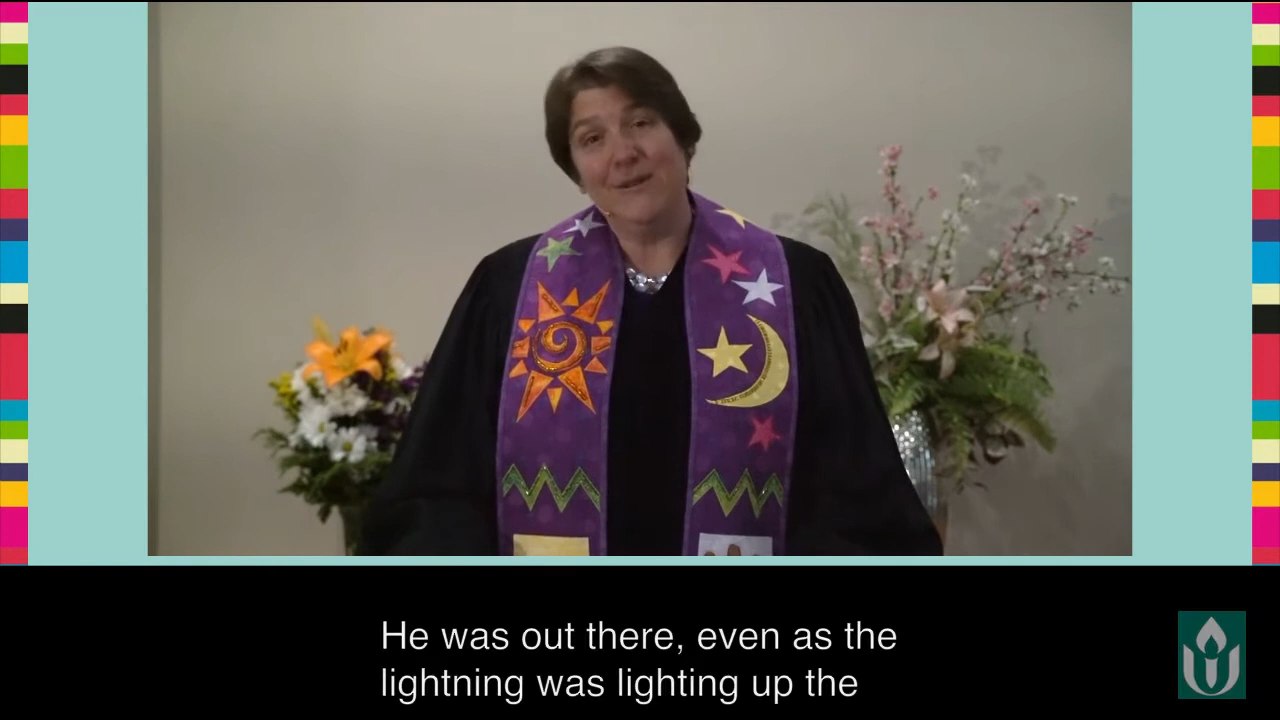 He was out there, even as the
lightning was lighting up the